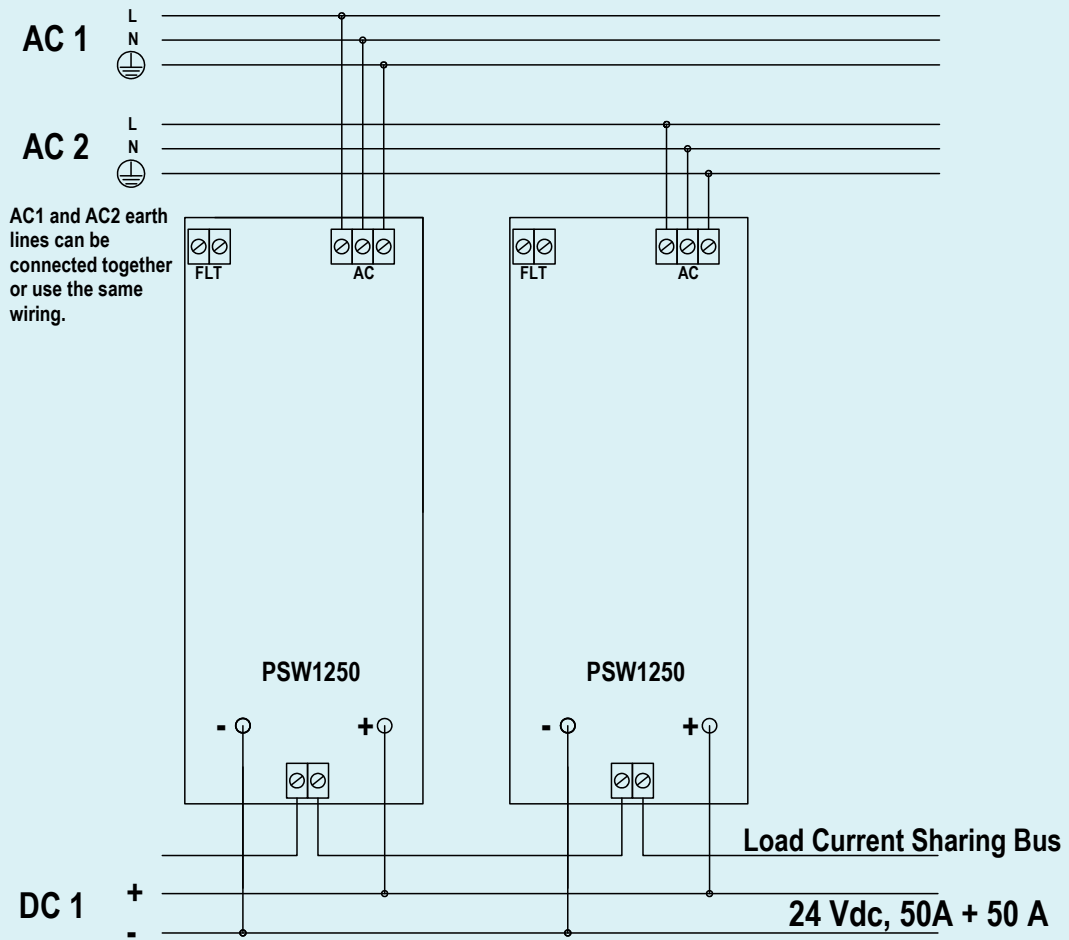 AC 1
L
N
AC 2
L
N
AC1 and AC2 earth
lines can be
connected together
or use the same
wiring.
FLT
AC
FLT
AC
PSW1250
PSW1250
- +
- +
Load Current Sharing Bus
DC 1
+
-
24 Vdc, 50A + 50 A